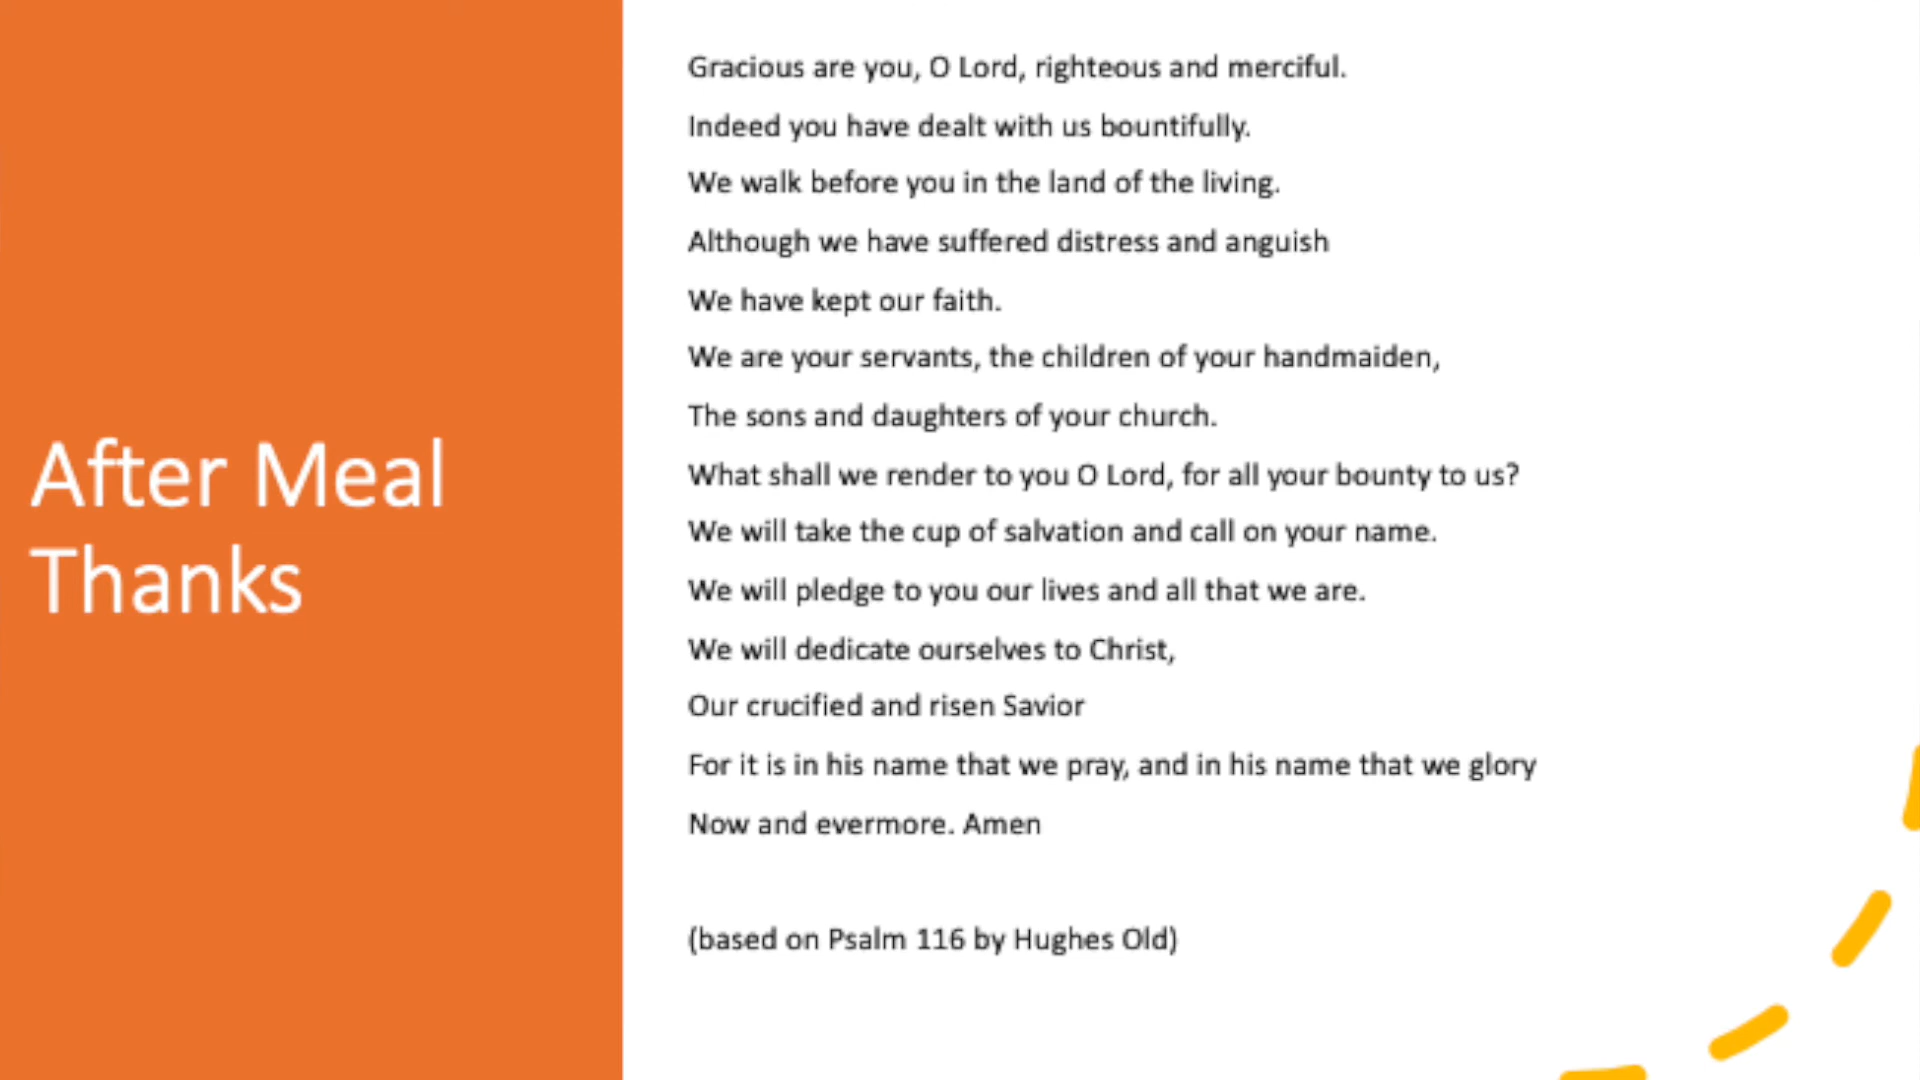 After Meal
Thanks
Gracious are you, O Lord, righteous and merciful.
Indeed you have dealt with us bountifully.
We walk before you in the land of the living.
Although we have suffered distress and anguish
We have kept our faith.
We are your servants, the children of your handmaiden,
The sons and daughters of your church.
What shall we render to you O Lord, for all your bounty to us?
We will take the cup of salvation and call on your name.
We will pledge to you our lives and all that we are.
We will dedicate ourselves to Christ,
Our crucified and risen Savior
For it is in his name that we pray, and in his name that we glory
Now and evermore. Amen
(based on Psalm 116 by Hughes Old)